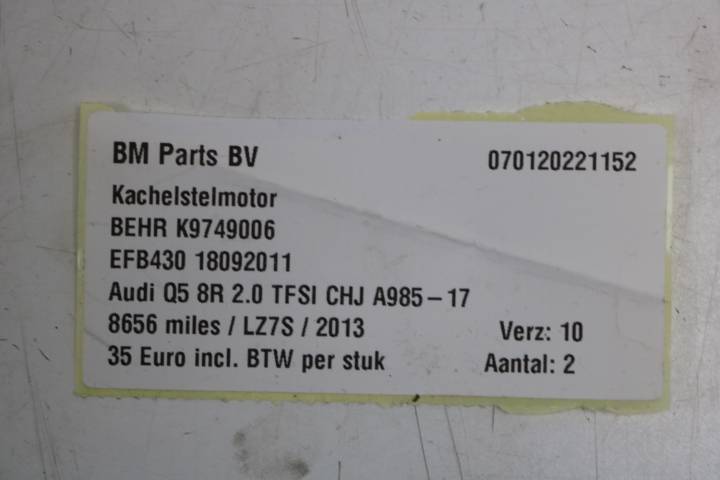 BM Parts BV 070120221152
Kachelstelmotor
BEHR K9749006
EFB430 18092011
Audi Q5 8R 2.0 TFSI CHJ A985-17
8656 miles / LZ7S / 2013 Verz: 10
35 Euro incl. BTW per stuk Aantal: 2